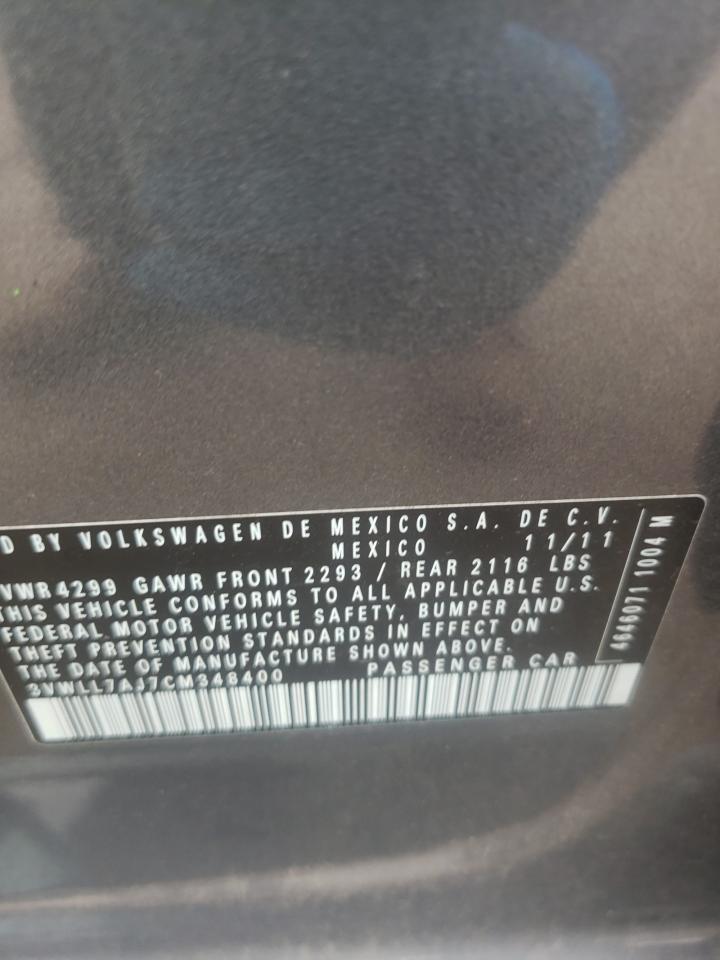 D BY VOLKSWAGEN DE MEXICO S.A. DE C.V.
MEXICO 11/11
VWR 4299 GAWR FRONT 2293 / REAR 2116 LBS
THIS VEHICLE CONFORMS TO ALL APPLICABLE U.S.
FEDERAL MOTOR VEHICLE SAFETY, BUMPER AND
THEFT PREVENTION STANDARDS IN EFFECT ON
THE DATE OF MANUFACTURE SHOWN ABOVE.
3VWLL7AJ7CM348400 PASSENGER CAR
4646071 1004 M